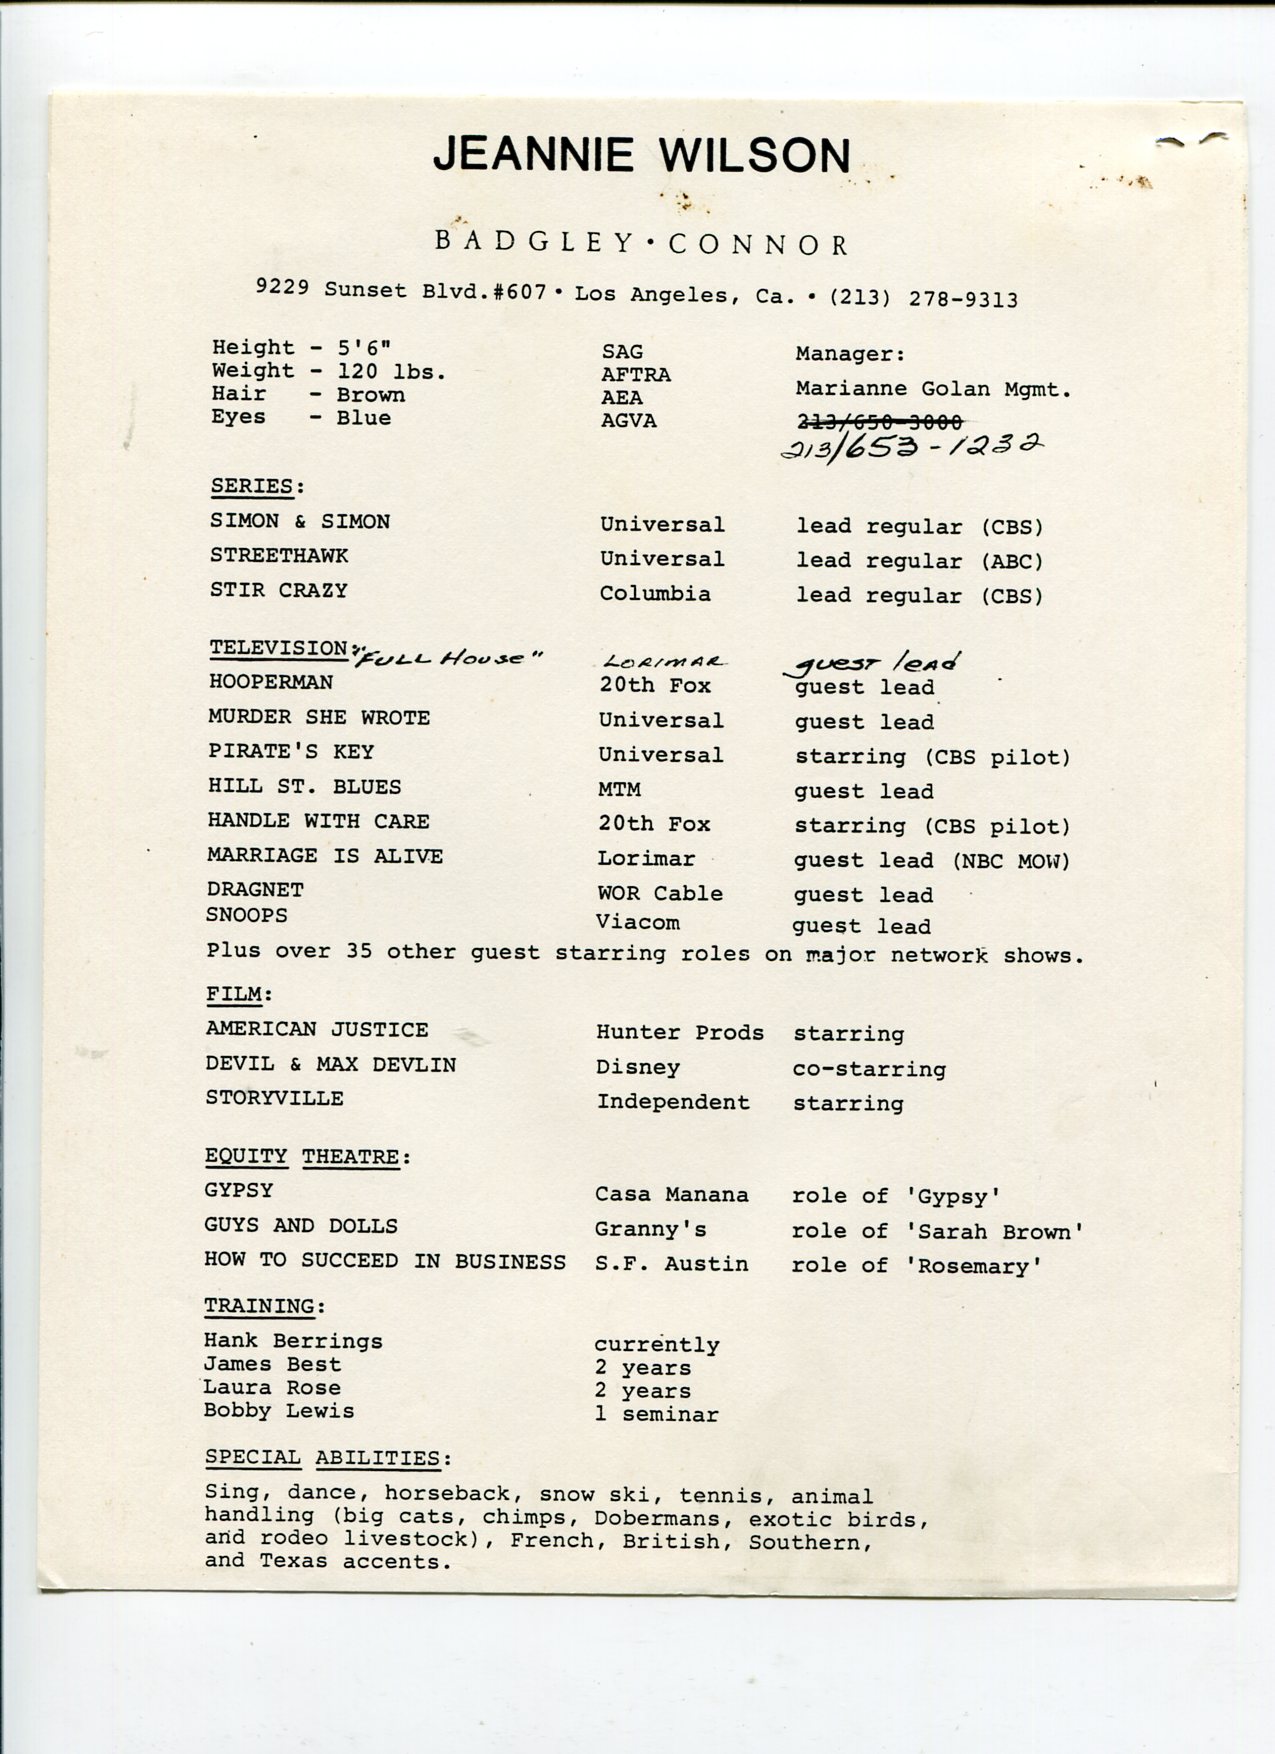 JEANNIE WILSON
BADGLEY • CONNOR
9229 Sunset Blvd.#607 • Los Angeles, Ca. • (213) 278-9313
Height - 5'6" SAG Manager:
Weight - 120 lbs. AFTRA Marianne Golan Mgmt.
Hair - Brown AEA
Eyes - Blue AGVA 213/650-3000
213/653-1232
SERIES:
SIMON & SIMON Universal lead regular (CBS)
STREETHAWK Universal lead regular (ABC)
STIR CRAZY Columbia lead regular (CBS)
TELEVISION: "FULL House" LORIMAR guest lead
HOOPERMAN 20th Fox guest lead
MURDER SHE WROTE Universal guest lead
PIRATE'S KEY Universal starring (CBS pilot)
HILL ST. BLUES MTM guest lead
HANDLE WITH CARE 20th Fox starring (CBS pilot)
MARRIAGE IS ALIVE Lorimar guest lead (NBC MOW)
DRAGNET WOR Cable guest lead
SNOOPS Viacom guest lead
Plus over 35 other guest starring roles on major network shows.
FILM:
AMERICAN JUSTICE Hunter Prods starring
DEVIL & MAX DEVLIN Disney co-starring
STORYVILLE Independent starring
EQUITY THEATRE:
GYPSY Casa Manana role of 'Gypsy'
GUYS AND DOLLS Granny's role of 'Sarah Brown'
HOW TO SUCCEED IN BUSINESS S.F. Austin role of 'Rosemary'
TRAINING:
Hank Berrings currently
James Best 2 years
Laura Rose 2 years
Bobby Lewis 1 seminar
SPECIAL ABILITIES:
Sing, dance, horseback, snow ski, tennis, animal
handling (big cats, chimps, Dobermans, exotic birds,
and rodeo livestock), French, British, Southern,
and Texas accents.